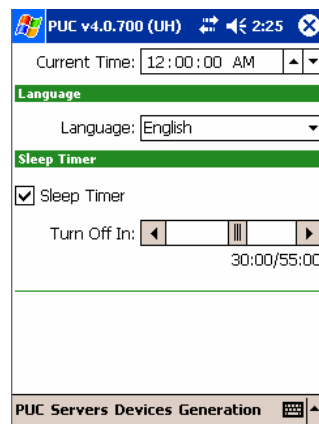 PUC v4.0.700 (UH) 2:25
Current Time: 12:00:00 AM
Language
Language: English
Sleep Timer
Sleep Timer
Turn Off In:
30:00/55:00
PUC Servers Devices Generation